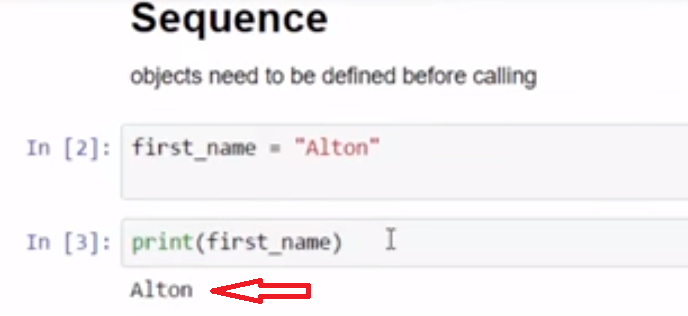 Sequence
objects need to be defined before calling
In [2]: first_name = "Alton"
In [3]: print(first_name)
Alton